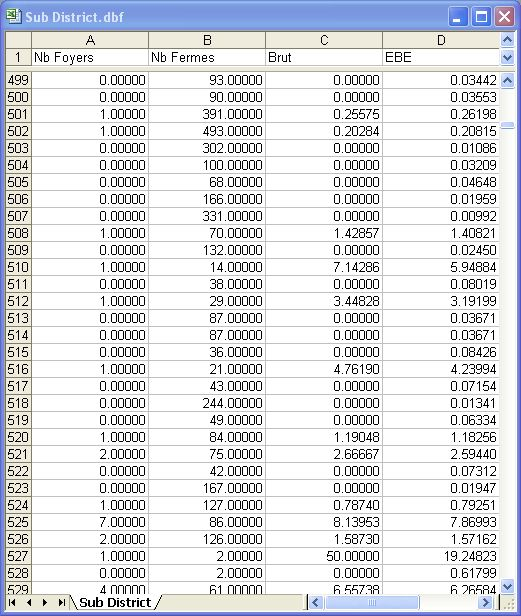 Sub District.dbf
A B C D
1 Nb Foyers Nb Fermes Brut EBE
499 0.00000 93.00000 0.00000 0.03442
500 0.00000 90.00000 0.00000 0.03553
501 1.00000 391.00000 0.25575 0.26198
502 1.00000 493.00000 0.20284 0.20815
503 0.00000 302.00000 0.00000 0.01086
504 0.00000 100.00000 0.00000 0.03209
505 0.00000 68.00000 0.00000 0.04648
506 0.00000 166.00000 0.00000 0.01959
507 0.00000 331.00000 0.00000 0.00992
508 1.00000 70.00000 1.42857 1.40821
509 0.00000 132.00000 0.00000 0.02450
510 1.00000 14.00000 7.14286 5.94884
511 0.00000 38.00000 0.00000 0.08019
512 1.00000 29.00000 3.44828 3.19199
513 0.00000 87.00000 0.00000 0.03671
514 0.00000 87.00000 0.00000 0.03671
515 0.00000 36.00000 0.00000 0.08426
516 1.00000 21.00000 4.76190 4.23994
517 0.00000 43.00000 0.00000 0.07154
518 0.00000 244.00000 0.00000 0.01341
519 0.00000 49.00000 0.00000 0.06334
520 1.00000 84.00000 1.19048 1.18256
521 2.00000 75.00000 2.66667 2.59440
522 0.00000 42.00000 0.00000 0.07312
523 0.00000 167.00000 0.00000 0.01947
524 1.00000 127.00000 0.78740 0.79251
525 7.00000 86.00000 8.13953 7.86993
526 2.00000 126.00000 1.58730 1.57162
527 1.00000 2.00000 50.00000 19.24823
528 0.00000 2.00000 0.00000 0.61799
529 4.00000 61.00000 6.55738 6.26584
Sub District